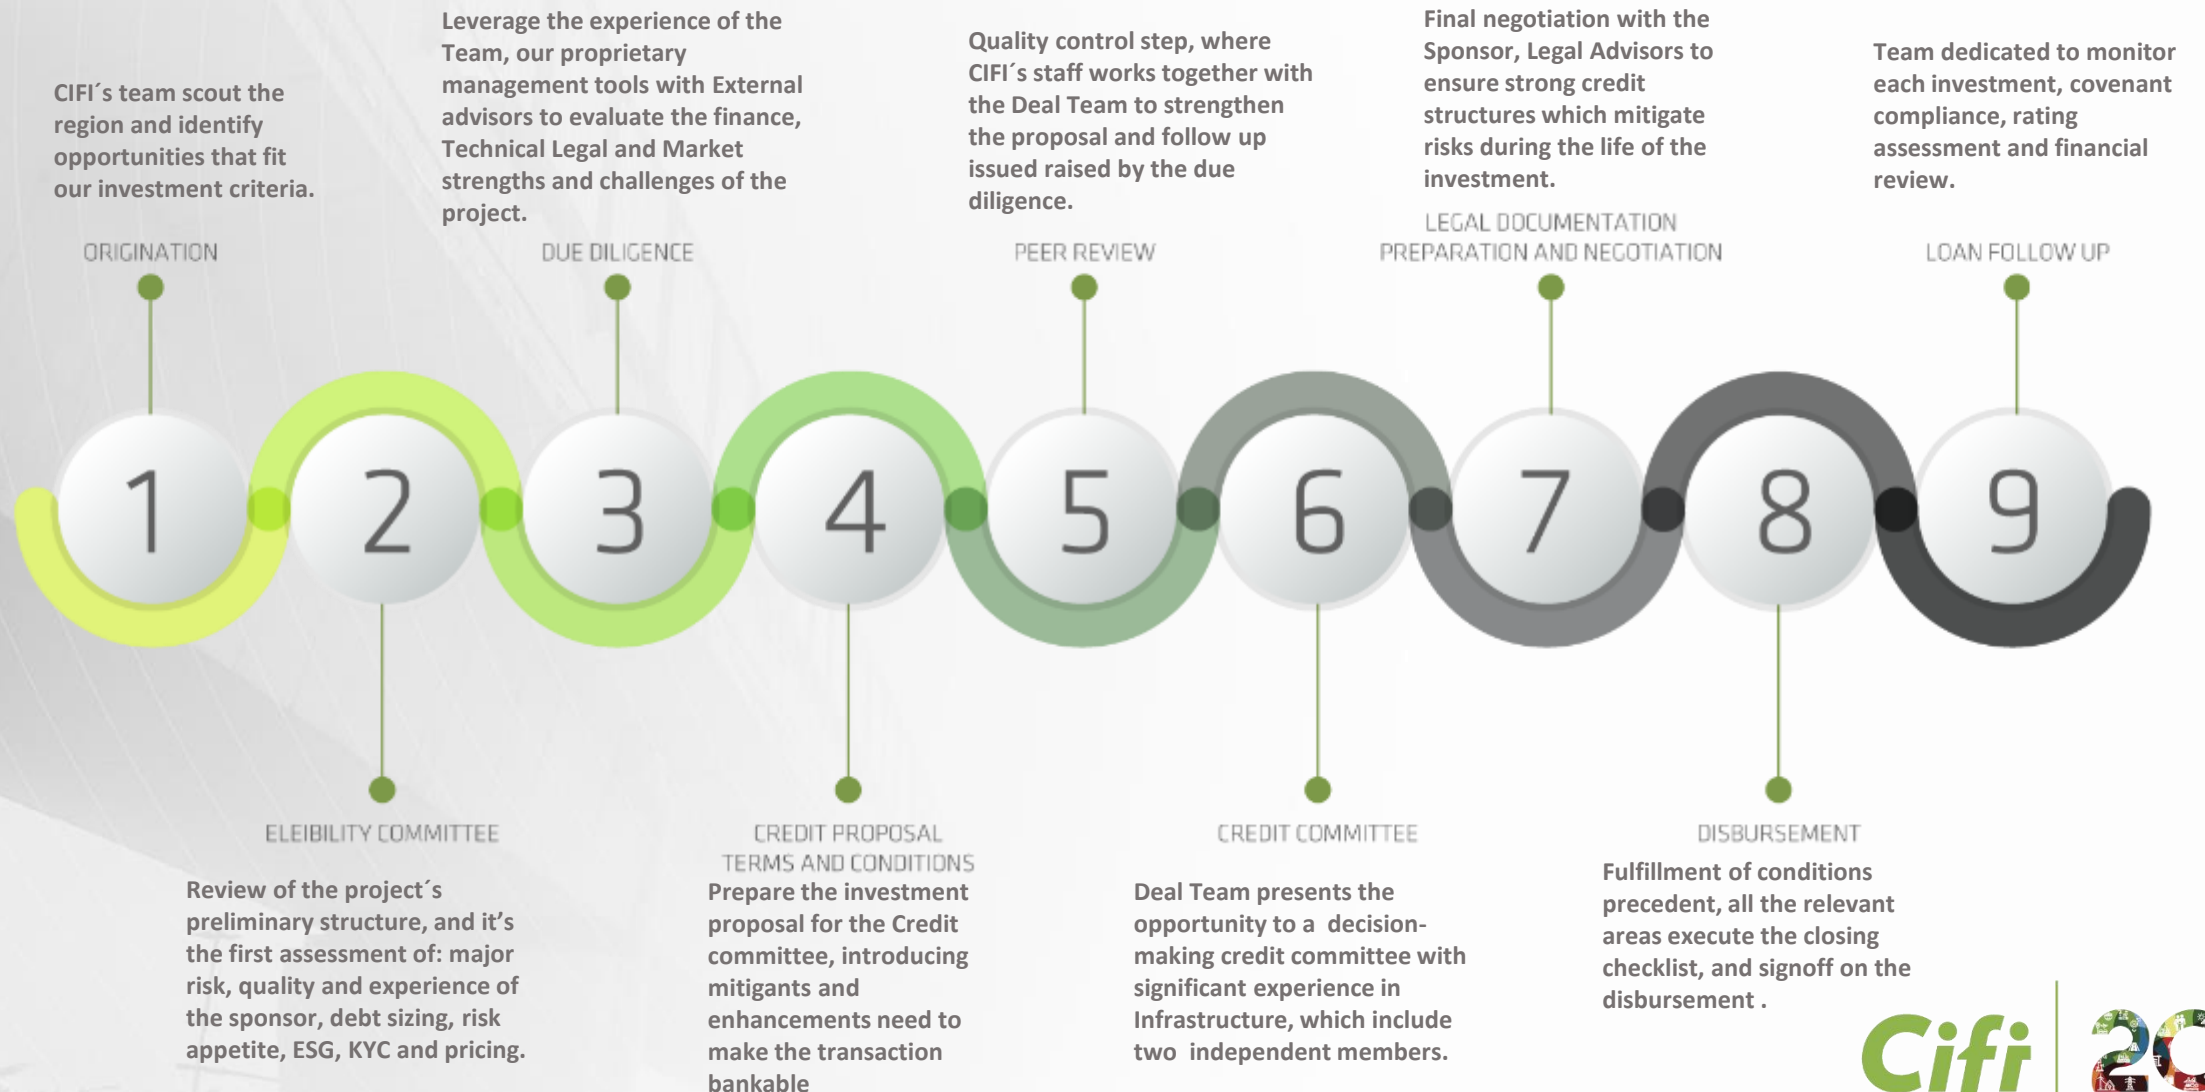 CIFI´s team scout the
region and identify
opportunities that fit
our investment criteria.
ORIGINATION
Leverage the experience of the
Team, our proprietary
management tools with External
advisors to evaluate the finance,
Technical Legal and Market
strengths and challenges of the
project.
DUE DILIGENCE
Quality control step, where
CIFI´s staff works together with
the Deal Team to strengthen
the proposal and follow up
issued raised by the due
diligence.
PEER REVIEW
Final negotiation with the
Sponsor, Legal Advisors to
ensure strong credit
structures which mitigate
risks during the life of the
investment.
LEGAL DOCUMENTATION
PREPARATION AND NEGOTIATION
Team dedicated to monitor
each investment, covenant
compliance, rating
assessment and financial
review.
LOAN FOLLOW UP
1
2
3
4
5
6
7
8
9
ELEIBILITY COMMITTEE
Review of the project´s
preliminary structure, and it’s
the first assessment of: major
risk, quality and experience of
the sponsor, debt sizing, risk
appetite, ESG, KYC and pricing.
CREDIT PROPOSAL
TERMS AND CONDITIONS
Prepare the investment
proposal for the Credit
committee, introducing
mitigants and
enhancements need to
make the transaction
bankable
CREDIT COMMITTEE
Deal Team presents the
opportunity to a  decision-
making credit committee with
significant experience in
Infrastructure, which include
two  independent members.
DISBURSEMENT
Fulfillment of conditions
precedent, all the relevant
areas execute the closing
checklist, and signoff on the
disbursement .
Cifi
20